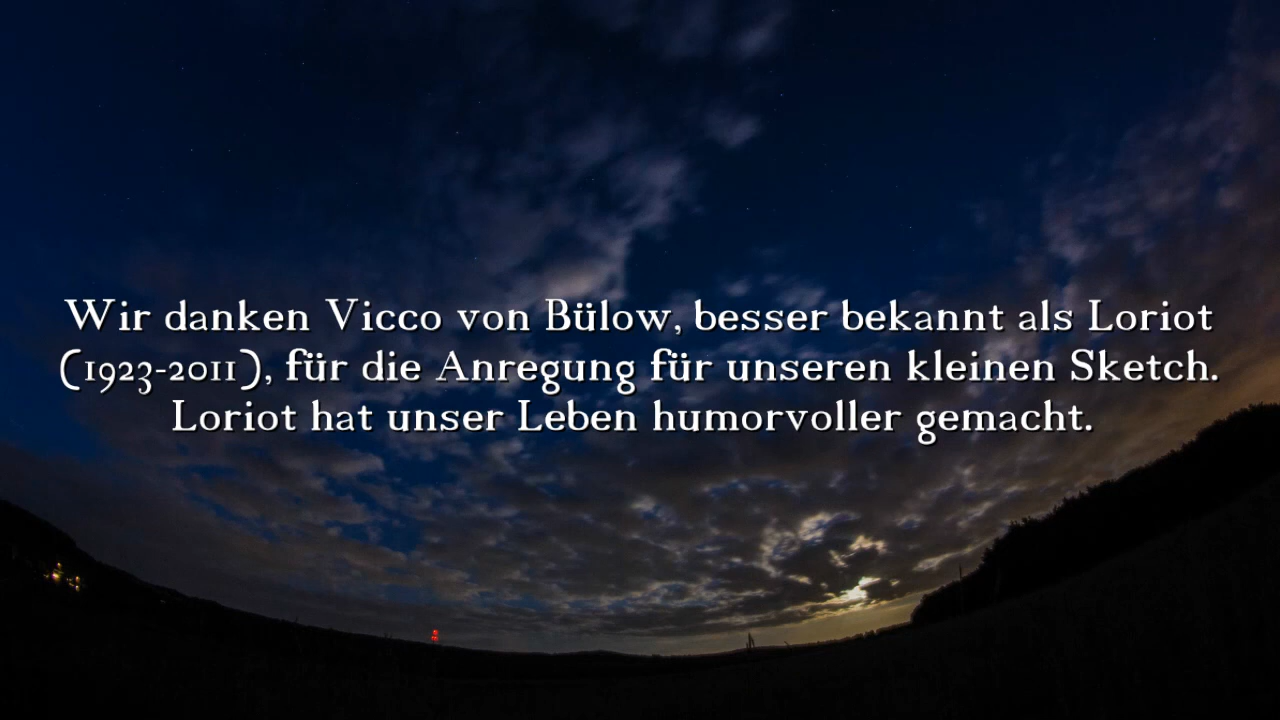 Wir danken Vicco von Bülow, besser bekannt als Loriot
(1923-2011), für die Anregung für unseren kleinen Sketch.
Loriot hat unser Leben humorvoller gemacht.